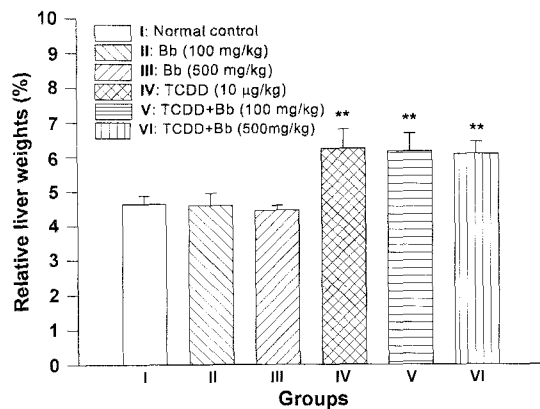 I: Normal control
II: Bb (100 mg/kg)
III: Bb (500 mg/kg)
IV: TCDD (10 µg/kg)
V: TCDD+Bb (100 mg/kg)
VI: TCDD+Bb (500mg/kg)
Relative liver weights (%)
10
9
8
7
6
5
4
3
2
1
0
** ** **
I II III IV V VI
Groups